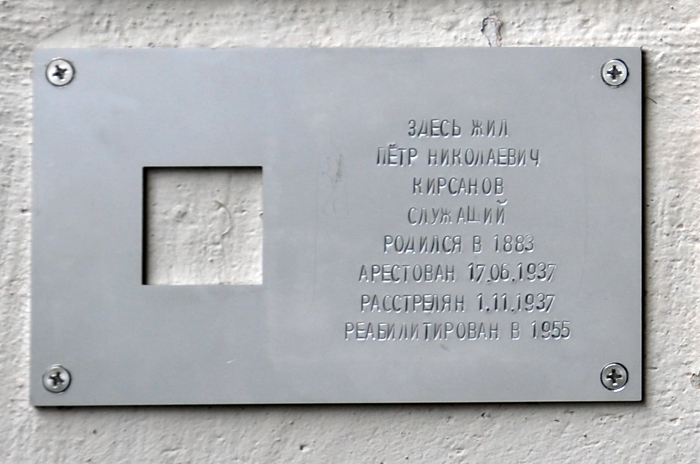 ЗДЕСЬ ЖИЛ
ПЁТР НИКОЛАЕВИЧ
КИРСАНОВ
СЛУЖАЩИЙ
РОДИЛСЯ В 1883
АРЕСТОВАН 17.06.1937
РАССТРЕЛЯН 1.11.1937
РЕАБИЛИТИРОВАН В 1955